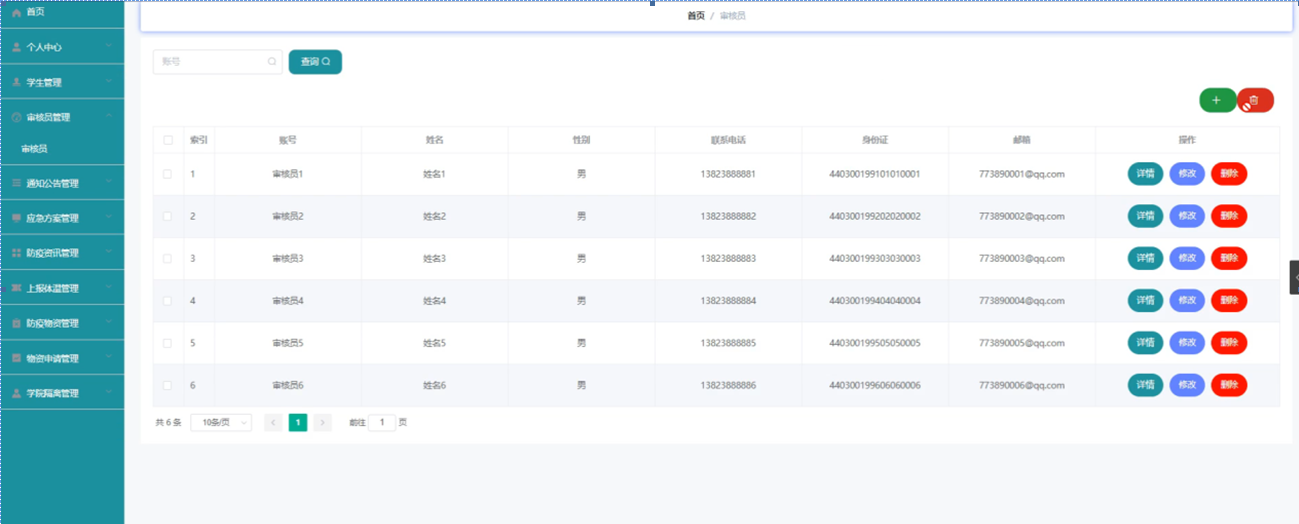 首页
个人中心
学生管理
审核员管理
审核员
通知公告管理
应急方案管理
防疫资讯管理
上报体温管理
防疫物资管理
物资申请管理
学院隔离管理
首页 / 审核员
账号 查询
+
索引 账号 姓名 性别 联系电话 身份证 邮箱 操作
1 审核员1 姓名1 男 13823888881 440300199101010001 773890001@qq.com 详情 修改 删除
2 审核员2 姓名2 男 13823888882 440300199202020002 773890002@qq.com 详情 修改 删除
3 审核员3 姓名3 男 13823888883 440300199303030003 773890003@qq.com 详情 修改 删除
4 审核员4 姓名4 男 13823888884 440300199404040004 773890004@qq.com 详情 修改 删除
5 审核员5 姓名5 男 13823888885 440300199505050005 773890005@qq.com 详情 修改 删除
6 审核员6 姓名6 男 13823888886 440300199606060006 773890006@qq.com 详情 修改 删除
共 6 条 10条/页 < 1 > 前往 1 页